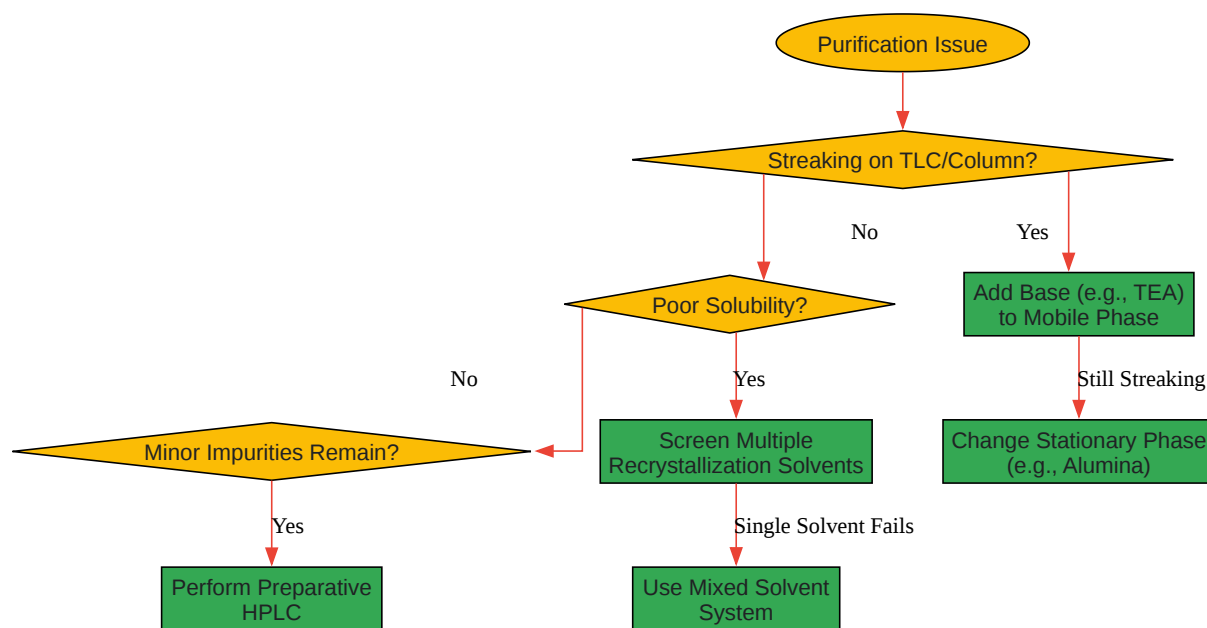 Purification Issue
Streaking on TLC/Column?
No
Yes
Poor Solubility?
Add Base (e.g., TEA)
to Mobile Phase
No
Yes
Still Streaking
Minor Impurities Remain?
Screen Multiple
Recrystallization Solvents
Change Stationary Phase
(e.g., Alumina)
Yes
Single Solvent Fails
Perform Preparative
HPLC
Use Mixed Solvent
System